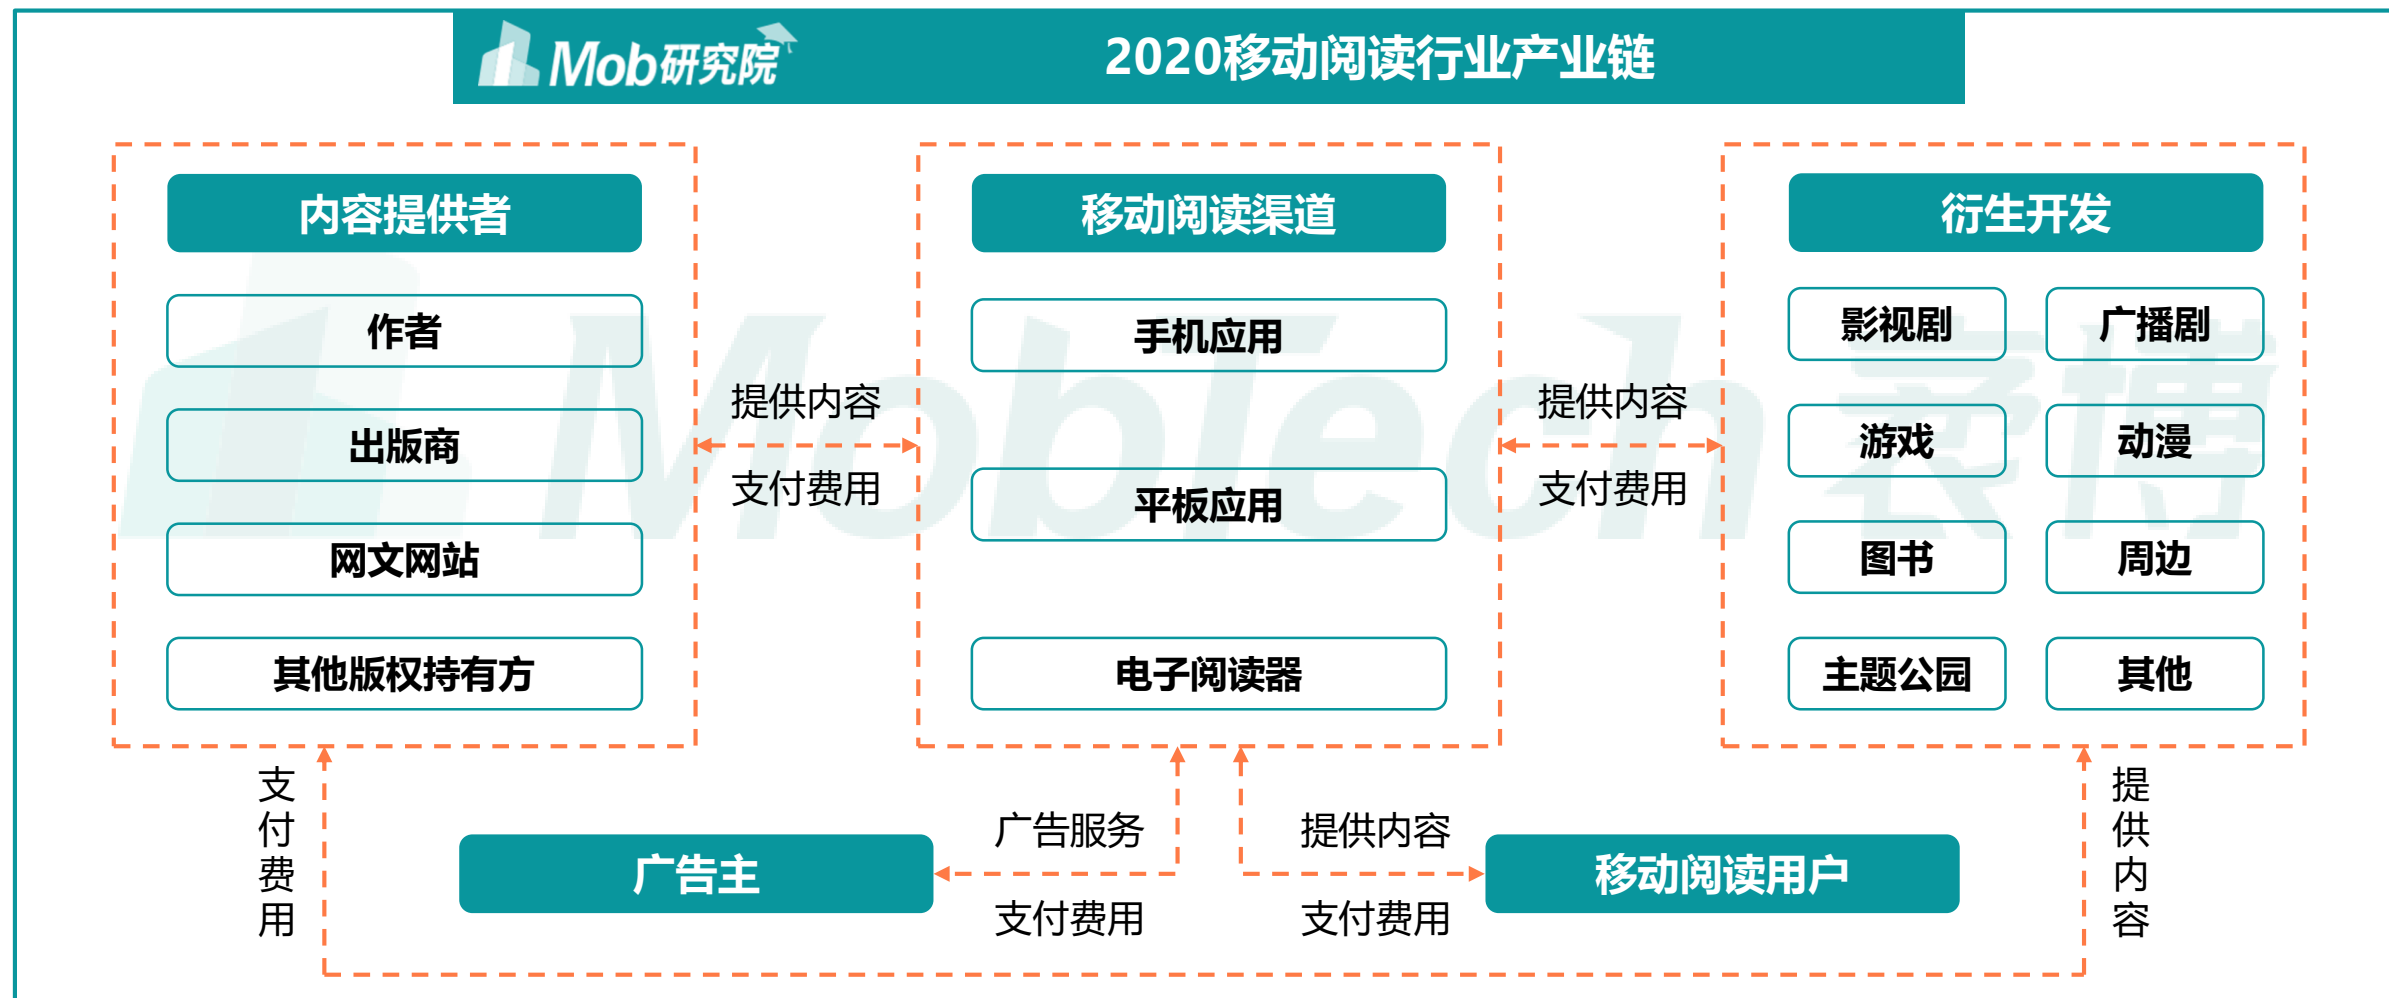 Mob研究院
2020移动阅读行业产业链
内容提供者
作者
出版商
网文网站
其他版权持有方
提供内容
支付费用
移动阅读渠道
手机应用
平板应用
电子阅读器
提供内容
支付费用
衍生开发
影视剧
广播剧
游戏
动漫
图书
周边
主题公园
其他
支付费用
广告主
广告服务
支付费用
提供内容
支付费用
移动阅读用户
提供内容
MobTech 袤博